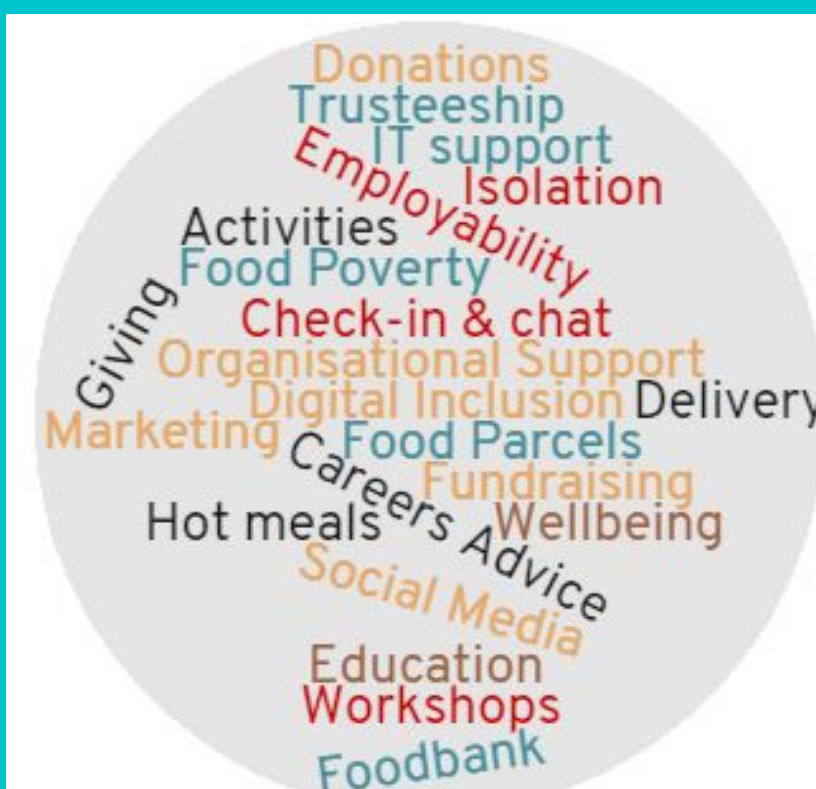 Donations
Trusteeship
IT support
Employability
Isolation
Activities
Food Poverty
Giving
Check-in & chat
Organisational Support
Digital Inclusion
Delivery
Marketing
Food Parcels
Careers Advice
Fundraising
Hot meals
Wellbeing
Social Media
Education
Workshops
Foodbank